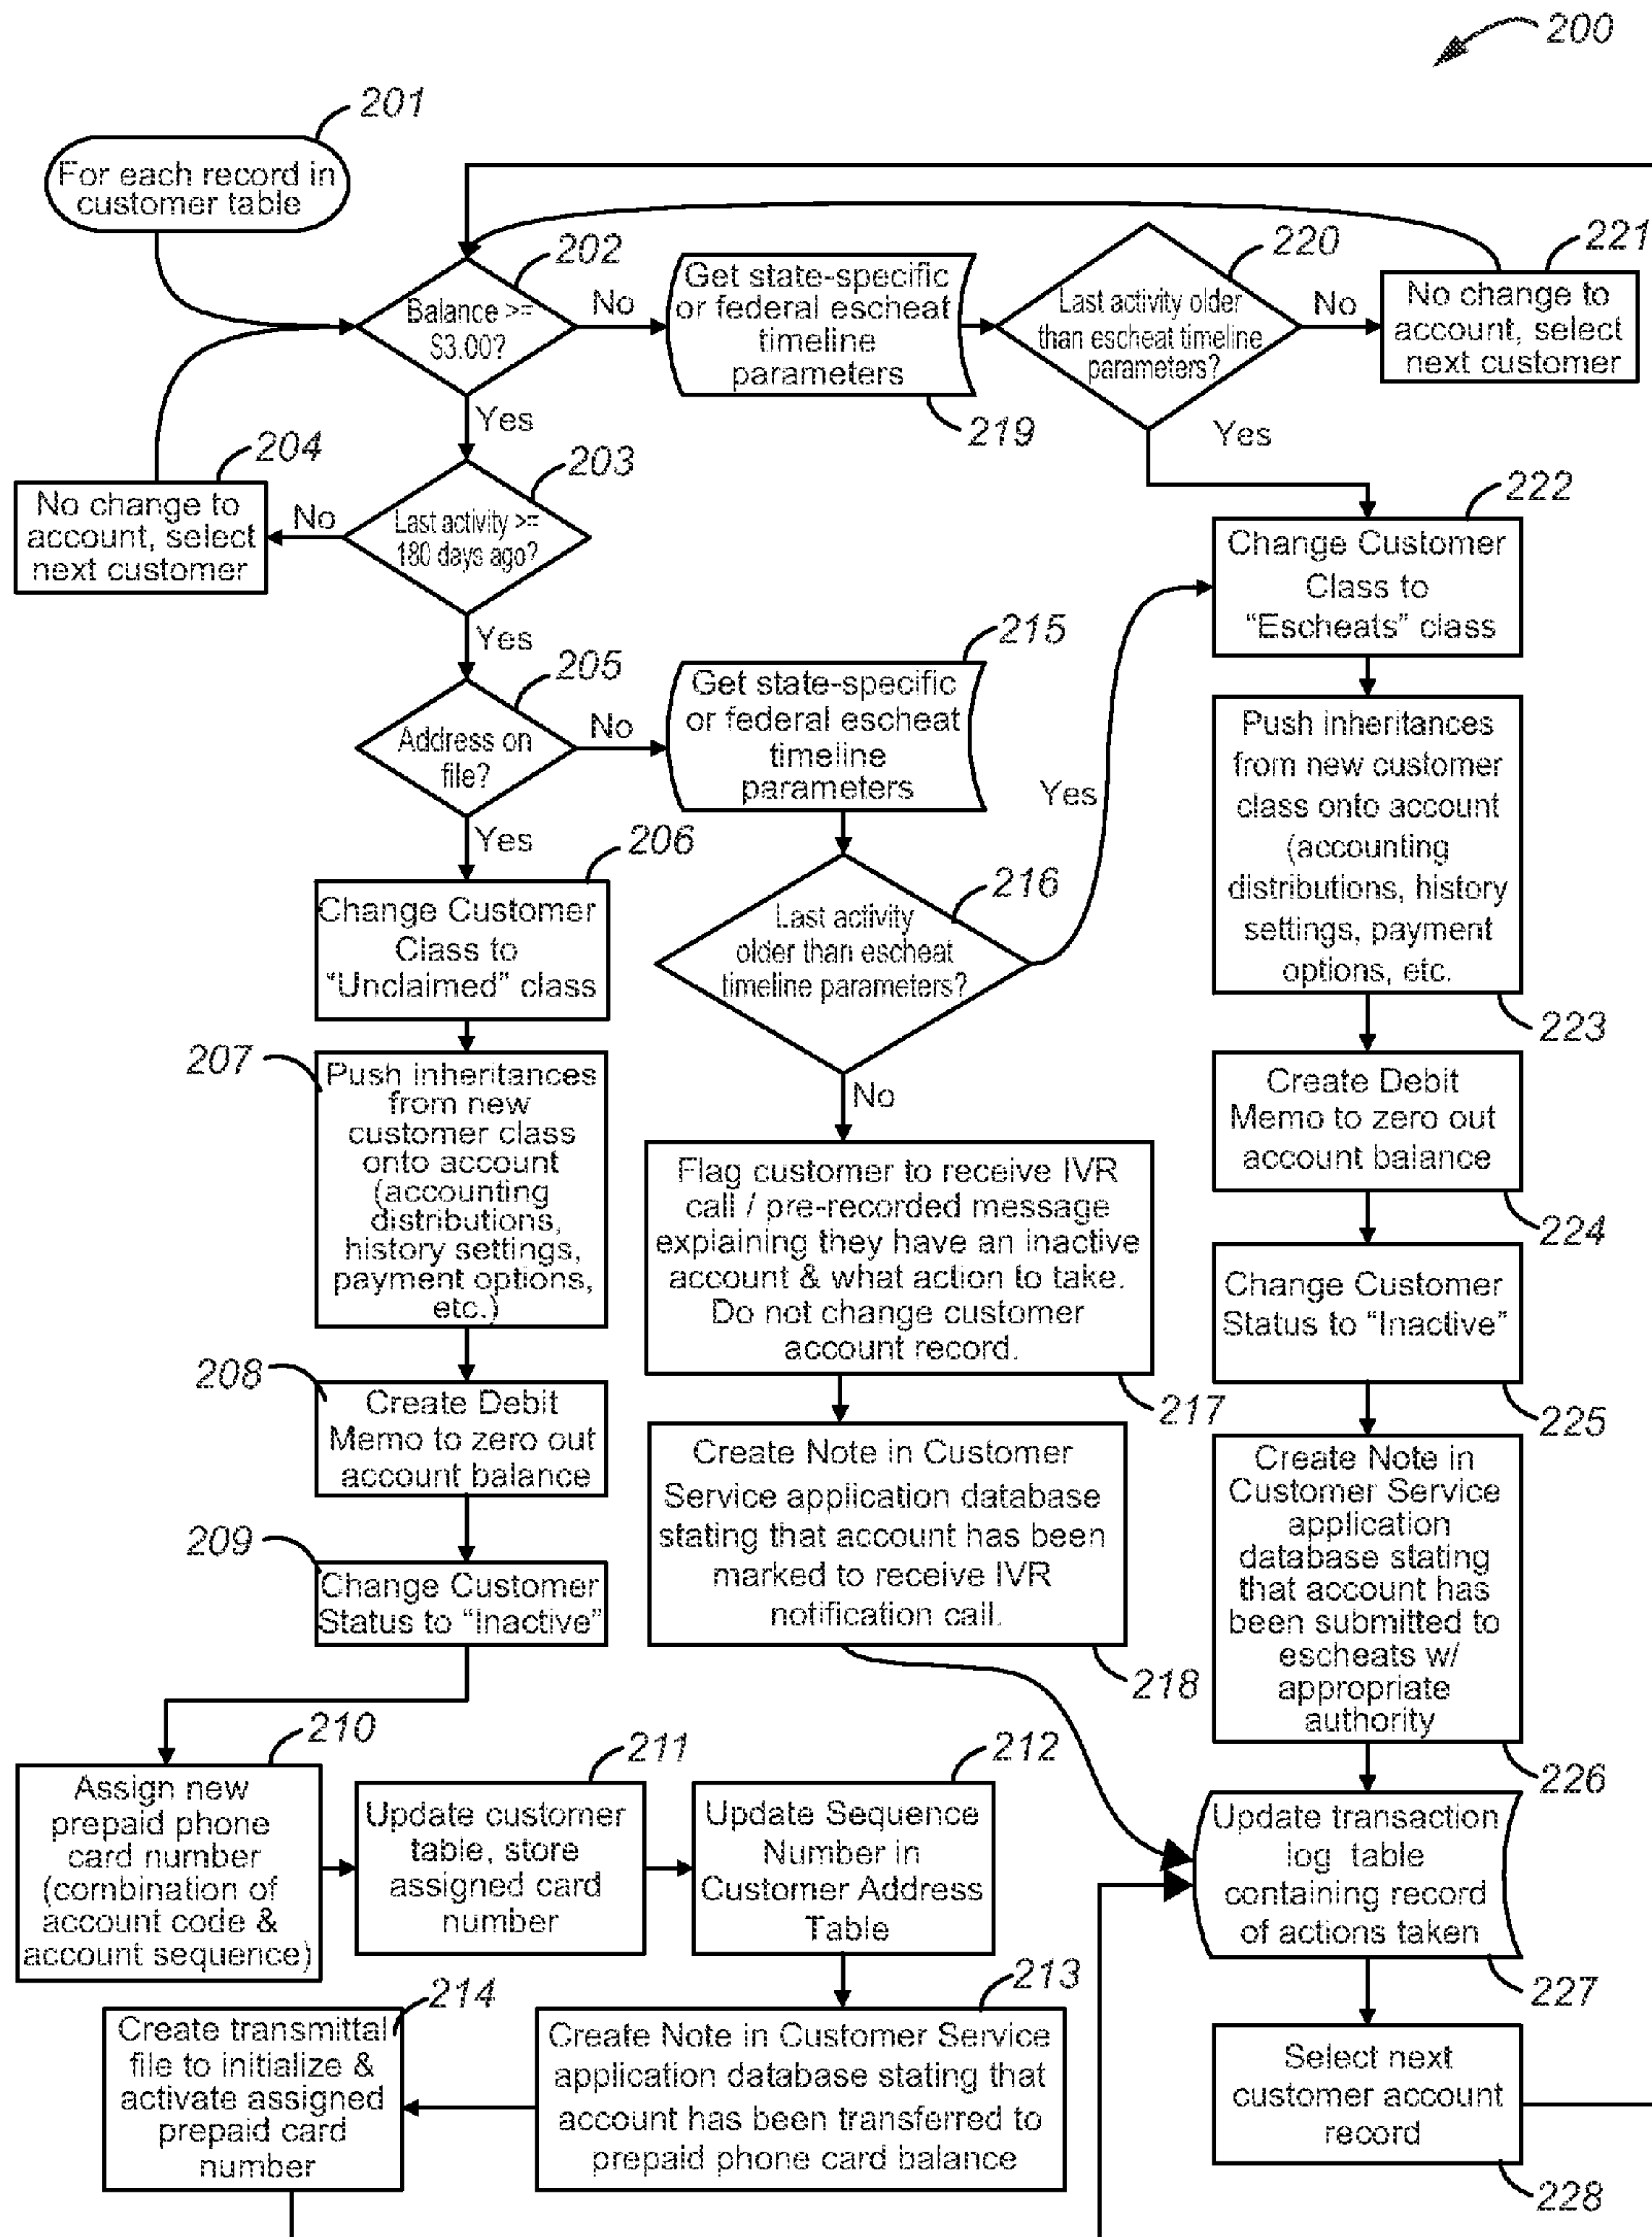 200
201
For each record in
customer table
202
Balance >=
$3.00?
No
Get state-specific
or federal escheat
timeline
parameters
219
220
Last activity older
than escheat timeline
parameters?
No
221
No change to
account, select
next customer
Yes
Yes
203
Last activity >=
180 days ago?
No
204
No change to
account, select
next customer
222
Change Customer
Class to
“Escheats” class
Yes
205
Address on
file?
No
215
Get state-specific
or federal escheat
timeline
parameters
Yes
Push inheritances
from new customer
class onto account
(accounting
distributions, history
settings, payment
options, etc.
223
Yes
206
Change Customer
Class to
“Unclaimed” class
216
Last activity
older than escheat
timeline parameters?
No
207
Push inheritances
from new
customer class
onto account
(accounting
distributions,
history settings,
payment options,
etc.)
Create Debit
Memo to zero out
account balance
224
Flag customer to receive IVR
call / pre-recorded message
explaining they have an inactive
account & what action to take.
Do not change customer
account record.
217
Change Customer
Status to “Inactive”
225
208
Create Debit
Memo to zero out
account balance
Create Note in Customer
Service application database
stating that account has been
marked to receive IVR
notification call.
218
Create Note in
Customer Service
application
database stating
that account has
been submitted to
escheats w/
appropriate
authority
226
209
Change Customer
Status to “Inactive”
210
Assign new
prepaid phone
card number
(combination of
account code &
account sequence)
211
Update customer
table, store
assigned card
number
212
Update Sequence
Number in
Customer Address
Table
Update transaction
log table
containing record
of actions taken
227
213
Create Note in Customer Service
application database stating that
account has been transferred to
prepaid phone card balance
214
Create transmittal
file to initialize &
activate assigned
prepaid card
number
Select next
customer account
record
228